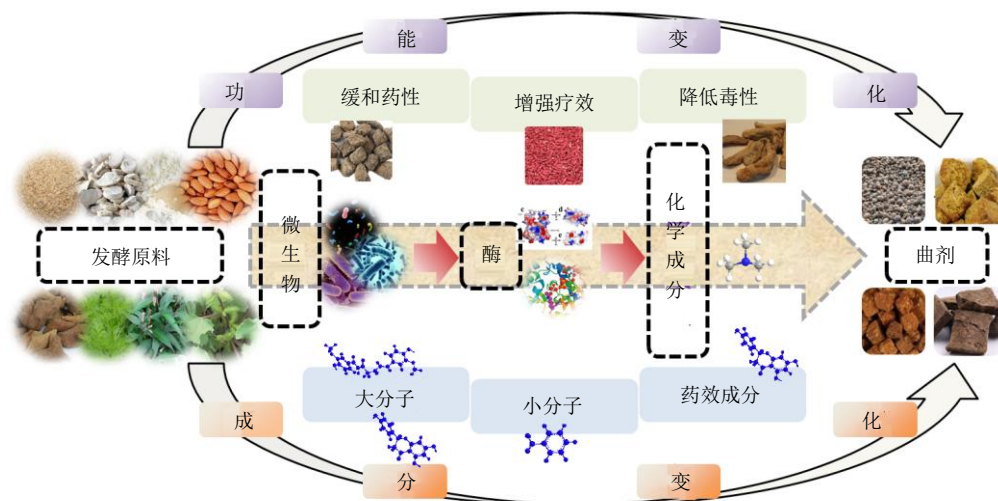 功能变化
缓和药性
增强疗效
降低毒性
发酵原料
微生物
酶
化学成分
曲剂
大分子
小分子
药效成分
成分变化